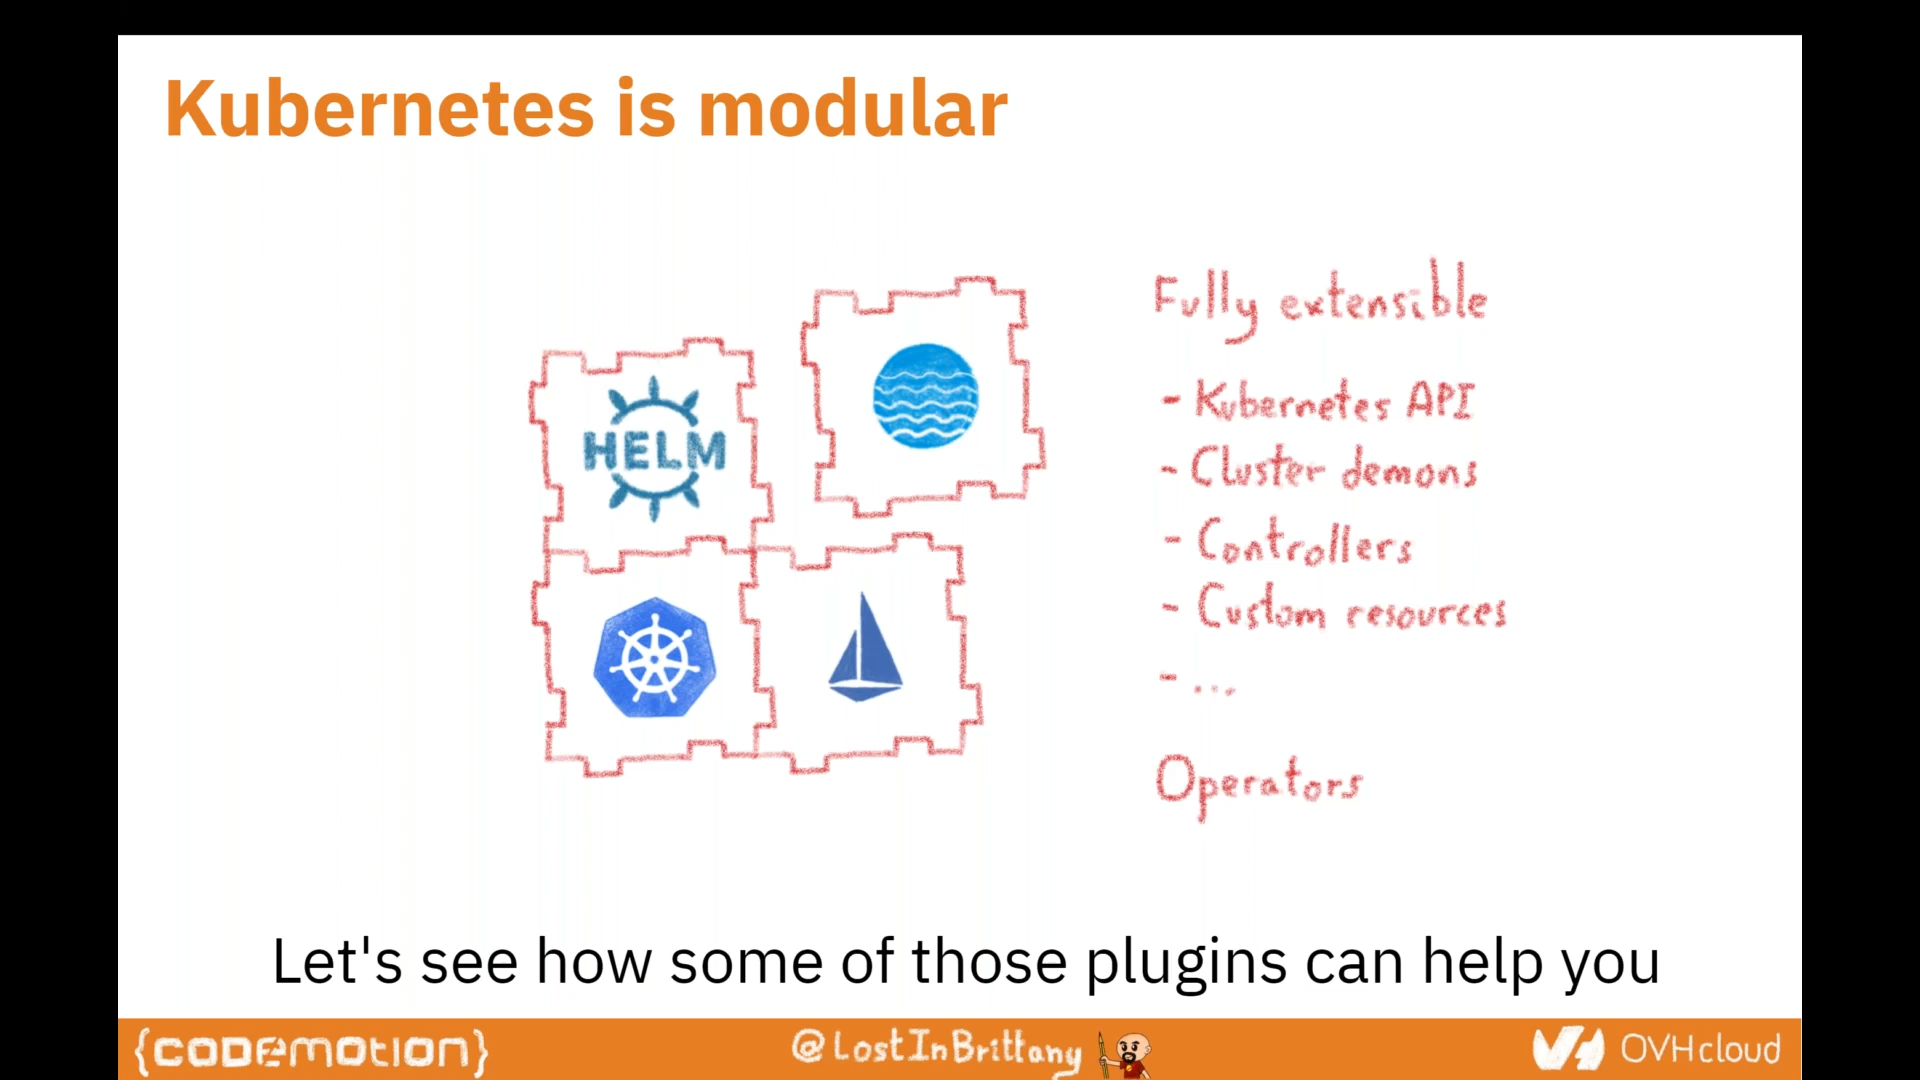 Kubernetes is modular
HELM
Fully extensible
- Kubernetes API
- Cluster demons
- Controllers
- Custom resources
- ...
Operators
Let's see how some of those plugins can help you
{CODEMOTION}
@LostInBrittany
OVHcloud